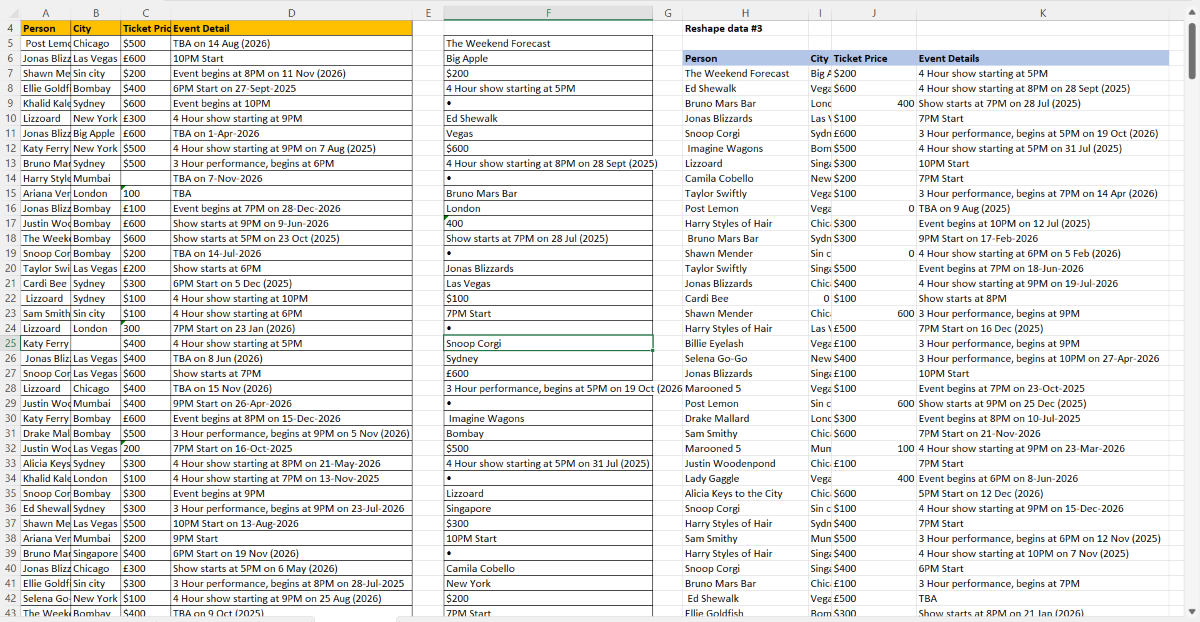 A B C D E F G H I J K
4 Person City Ticket Pric Event Detail Reshape data #3
5 Post Lemo Chicago $500 TBA on 14 Aug (2026) The Weekend Forecast
6 Jonas Blizz Las Vegas £600 10PM Start Big Apple Person City Ticket Price Event Details
7 Shawn Me Sin city $200 Event begins at 8PM on 11 Nov (2026) $200 The Weekend Forecast Big A $200 4 Hour show starting at 5PM
8 Ellie Goldfi Bombay $400 6PM Start on 27-Sept-2025 4 Hour show starting at 5PM Ed Shewalk Vega $600 4 Hour show starting at 8PM on 28 Sept (2025)
9 Khalid Kale Sydney $600 Event begins at 10PM • Bruno Mars Bar Lond 400 Show starts at 7PM on 28 Jul (2025)
10 Lizzoard New York £300 4 Hour show starting at 9PM Ed Shewalk Jonas Blizzards Las V $100 7PM Start
11 Jonas Blizz Big Apple £600 TBA on 1-Apr-2026 Vegas Snoop Corgi Sydn £600 3 Hour performance, begins at 5PM on 19 Oct (2026)
12 Katy Ferry New York $500 4 Hour show starting at 9PM on 7 Aug (2025) $600 Imagine Wagons Bom $500 4 Hour show starting at 5PM on 31 Jul (2025)
13 Bruno Mar Sydney $500 3 Hour performance, begins at 6PM 4 Hour show starting at 8PM on 28 Sept (2025) Lizzoard Singa $300 10PM Start
14 Harry Style Mumbai TBA on 7-Nov-2026 • Camila Cobello New $200 7PM Start
15 Ariana Ver London 100 TBA Bruno Mars Bar Taylor Swiftly Vega $100 3 Hour performance, begins at 7PM on 14 Apr (2026)
16 Jonas Blizz Bombay £100 Event begins at 7PM on 28-Dec-2026 London Post Lemon Vega 0 TBA on 9 Aug (2025)
17 Justin Woo Bombay £600 Show starts at 9PM on 9-Jun-2026 400 Harry Styles of Hair Chic $300 Event begins at 10PM on 12 Jul (2025)
18 The Weeke Bombay $600 Show starts at 5PM on 23 Oct (2025) Show starts at 7PM on 28 Jul (2025) Bruno Mars Bar Sydn $300 9PM Start on 17-Feb-2026
19 Snoop Cor Bombay $200 TBA on 14-Jul-2026 • Shawn Mender Sin c 0 4 Hour show starting at 6PM on 5 Feb (2026)
20 Taylor Swi Las Vegas £200 Show starts at 6PM Jonas Blizzards Taylor Swiftly Singa $500 Event begins at 7PM on 18-Jun-2026
21 Cardi Bee Sydney $300 6PM Start on 5 Dec (2025) Las Vegas Jonas Blizzards Chic $400 4 Hour show starting at 9PM on 19-Jul-2026
22 Lizzoard Sydney $100 4 Hour show starting at 10PM $100 Cardi Bee 0 $100 Show starts at 8PM
23 Sam Smith Sin city $100 4 Hour show starting at 6PM 7PM Start Shawn Mender Chic 600 3 Hour performance, begins at 9PM
24 Lizzoard London 300 7PM Start on 23 Jan (2026) • Harry Styles of Hair Las V £500 7PM Start on 16 Dec (2025)
25 Katy Ferry $400 4 Hour show starting at 5PM Snoop Corgi Billie Eyelash Vega £100 3 Hour performance, begins at 9PM
26 Jonas Bliz Las Vegas $400 TBA on 8 Jun (2026) Sydney Selena Go-Go New $400 3 Hour performance, begins at 10PM on 27-Apr-2026
27 Snoop Cor Las Vegas $600 Show starts at 7PM £600 Jonas Blizzards Singa £100 10PM Start
28 Lizzoard Chicago $400 TBA on 15 Nov (2026) 3 Hour performance, begins at 5PM on 19 Oct (2026 Marooned 5 Vega $100 Event begins at 7PM on 23-Oct-2025
29 Justin Woo Mumbai $400 9PM Start on 26-Apr-2026 • Post Lemon Sin c 600 Show starts at 9PM on 25 Dec (2025)
30 Katy Ferry Bombay £600 Event begins at 8PM on 15-Dec-2026 Imagine Wagons Drake Mallard Lond $300 Event begins at 8PM on 10-Jul-2025
31 Drake Mal Bombay $500 3 Hour performance, begins at 9PM on 5 Nov (2026) Bombay Sam Smithy Chic $600 7PM Start on 21-Nov-2026
32 Justin Woo Las Vegas 200 7PM Start on 16-Oct-2025 $500 Marooned 5 Mum 100 4 Hour show starting at 9PM on 23-Mar-2026
33 Alicia Keys Sydney $300 4 Hour show starting at 8PM on 21-May-2026 4 Hour show starting at 5PM on 31 Jul (2025) Justin Woodenpond Chic £100 7PM Start
34 Khalid Kale London $100 4 Hour show starting at 7PM on 13-Nov-2025 • Lady Gaggle Vega 400 Event begins at 6PM on 8-Jun-2026
35 Snoop Cor Bombay $300 Event begins at 9PM Lizzoard Alicia Keys to the City Chic $600 5PM Start on 12 Dec (2026)
36 Ed Shewall Sydney $300 3 Hour performance, begins at 9PM on 23-Jul-2026 Singapore Snoop Corgi Sin c $100 4 Hour show starting at 9PM on 15-Dec-2026
37 Shawn Me Las Vegas $500 10PM Start on 13-Aug-2026 $300 Harry Styles of Hair Sydn $400 7PM Start
38 Ariana Ver Mumbai $200 9PM Start 10PM Start Sam Smithy Mum $500 3 Hour performance, begins at 6PM on 12 Nov (2025)
39 Bruno Mar Singapore $400 6PM Start on 19 Nov (2026) • Harry Styles of Hair Singa $400 4 Hour show starting at 10PM on 7 Nov (2025)
40 Jonas Bliz Chicago £300 Show starts at 5PM on 6 May (2026) Camila Cobello Snoop Corgi Singa $400 6PM Start
41 Ellie Goldfi Sin city $300 3 Hour performance, begins at 8PM on 28-Jul-2025 New York Bruno Mars Bar Chic £100 3 Hour performance, begins at 7PM
42 Selena Go- New York $100 4 Hour show starting at 9PM on 25 Aug (2026) $200 Ed Shewalk Vega £500 TBA
43 The Weeke Bombay $400 TBA on 9 Oct (2025) 7PM Start Ellie Goldfish Bom $300 Show starts at 8PM on 21 Jan (2026)